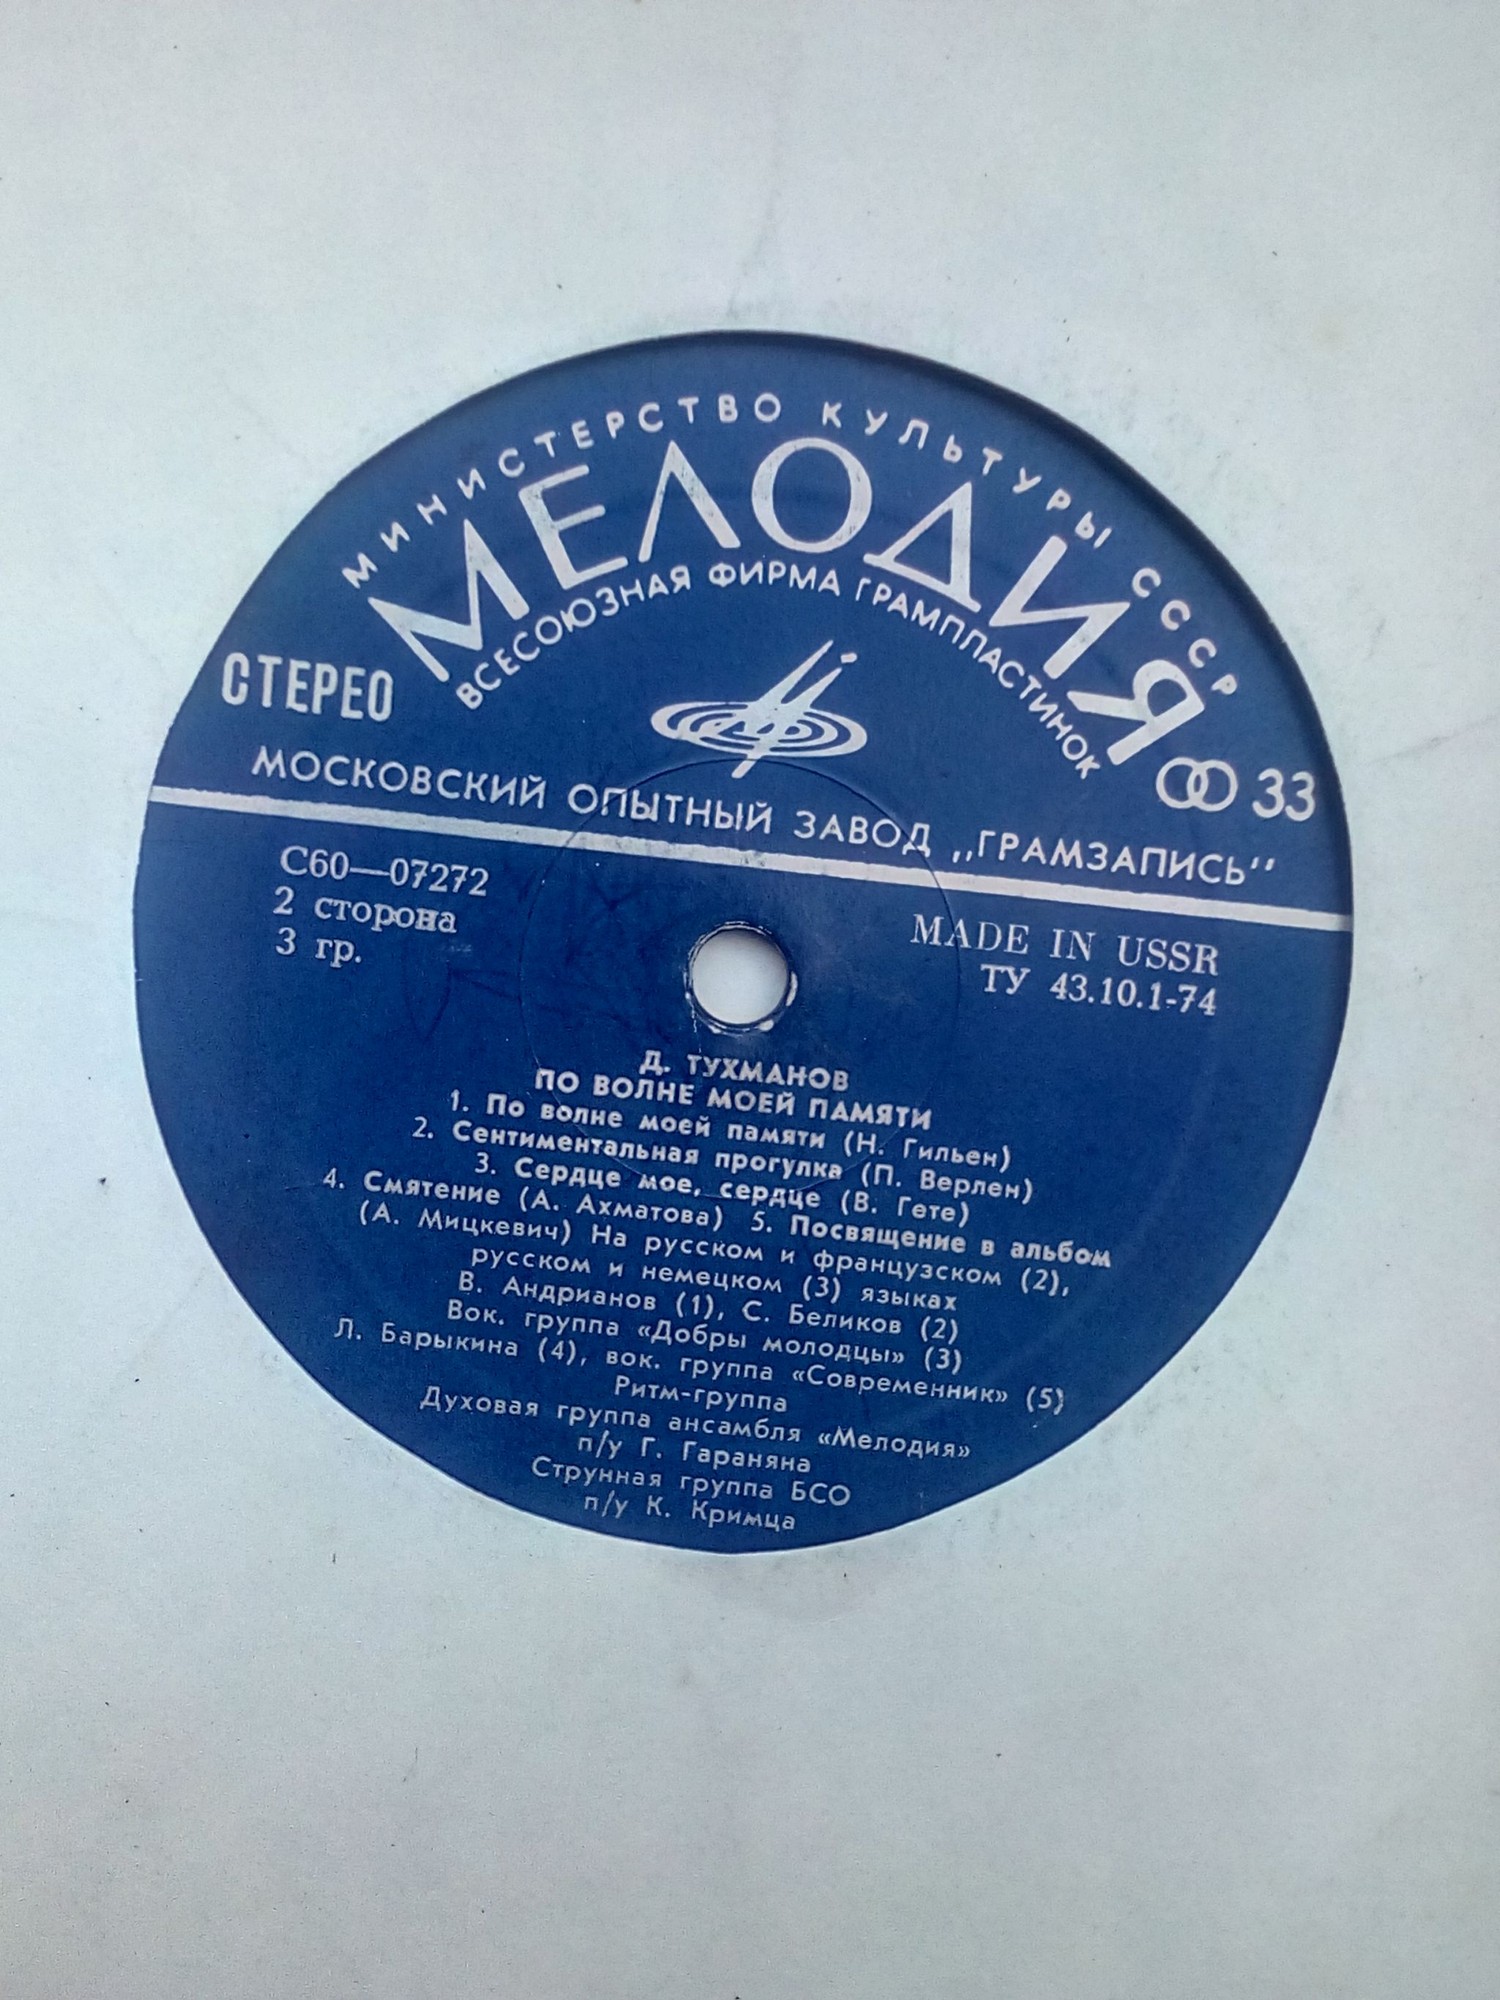 МИНИСТЕРСТВО КУЛЬТУРЫ СССР
МЕЛОДИЯ
ВСЕСОЮЗНАЯ ФИРМА ГРАМПЛАСТИНОК
СТЕРЕО
33
МОСКОВСКИЙ ОПЫТНЫЙ ЗАВОД „ГРАМЗАПИСЬ"
С60—07272
2 сторона
3 гр.
MADE IN USSR
ТУ 43.10.1-74
Д. ТУХМАНОВ
ПО ВОЛНЕ МОЕЙ ПАМЯТИ
1. По волне моей памяти (Н. Гильен)
2. Сентиментальная прогулка (П. Верлен)
3. Сердце мое, сердце (В. Гете)
4. Смятение (А. Ахматова) 5. Посвящение в альбом
(А. Мицкевич) На русском и французском (2),
русском и немецком (3) языках
В. Андрианов (1), С. Беликов (2)
Вок. группа «Добры молодцы» (3)
Л. Барыкина (4), вок. группа «Современник» (5)
Ритм-группа
Духовая группа ансамбля «Мелодия»
п/у Г. Гараняна
Струнная группа БСО
п/у К. Кримца